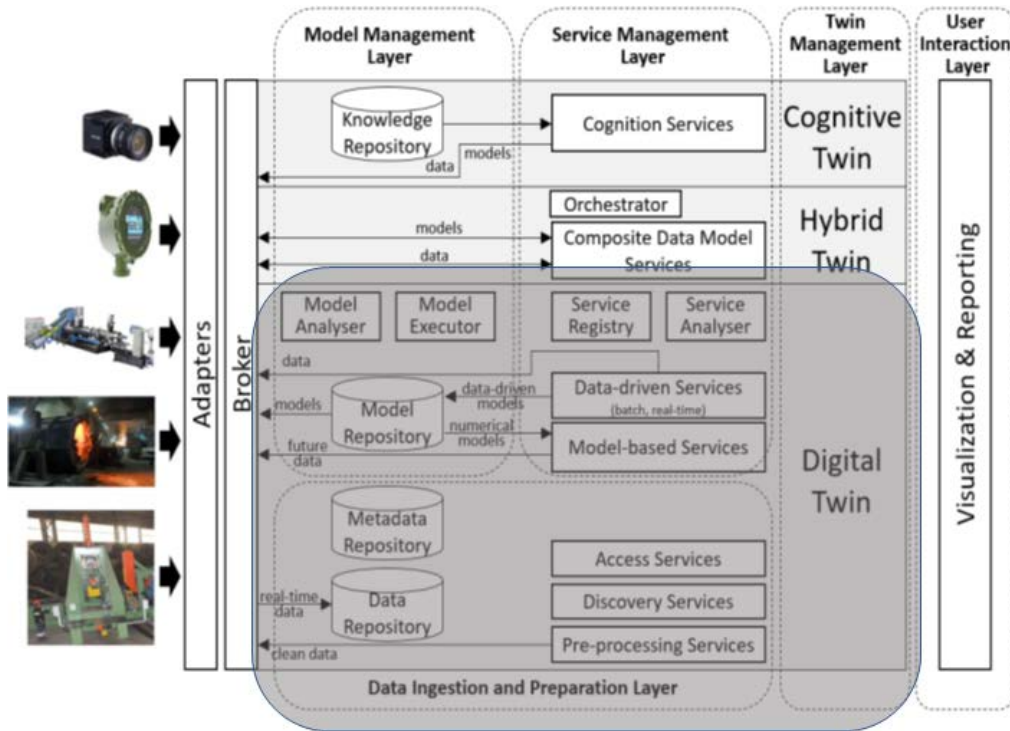 Model Management
Layer
Service Management
Layer
Twin
Management
Layer
User
Interaction
Layer
Adapters
Broker
Knowledge
Repository
Cognition Services
models
data
Cognitive
Twin
Orchestrator
models
Composite Data Model
Services
data
Hybrid
Twin
Model
Analyser
Model
Executor
Service
Registry
Service
Analyser
data
data-driven
models
Data-driven Services
(batch, real-time)
models
Model
Repository
numerical
models
Model-based Services
future
data
Digital
Twin
Metadata
Repository
Access Services
real-time
data
Data
Repository
Discovery Services
clean data
Pre-processing Services
Data Ingestion and Preparation Layer
Visualization & Reporting